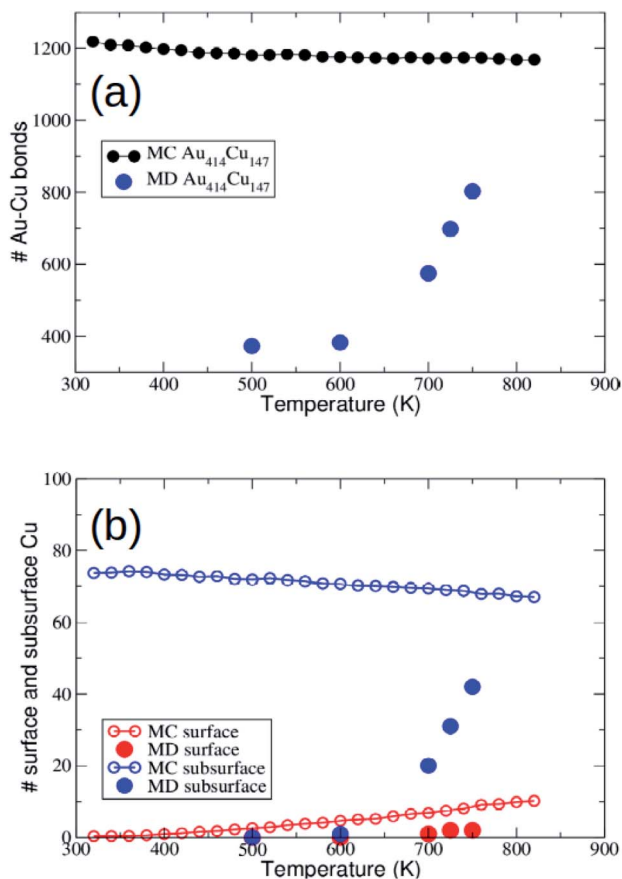 1200
(a)
1000
MC Au₄₁₄Cu₁₄₇
MD Au₄₁₄Cu₁₄₇
# Au-Cu bonds
800
600
400
300 400 500 600 700 800 900
Temperature (K)
100
(b)
80
# surface and subsurface Cu
60
40
MC surface
MD surface
MC subsurface
MD subsurface
20
0
300 400 500 600 700 800 900
Temperature (K)